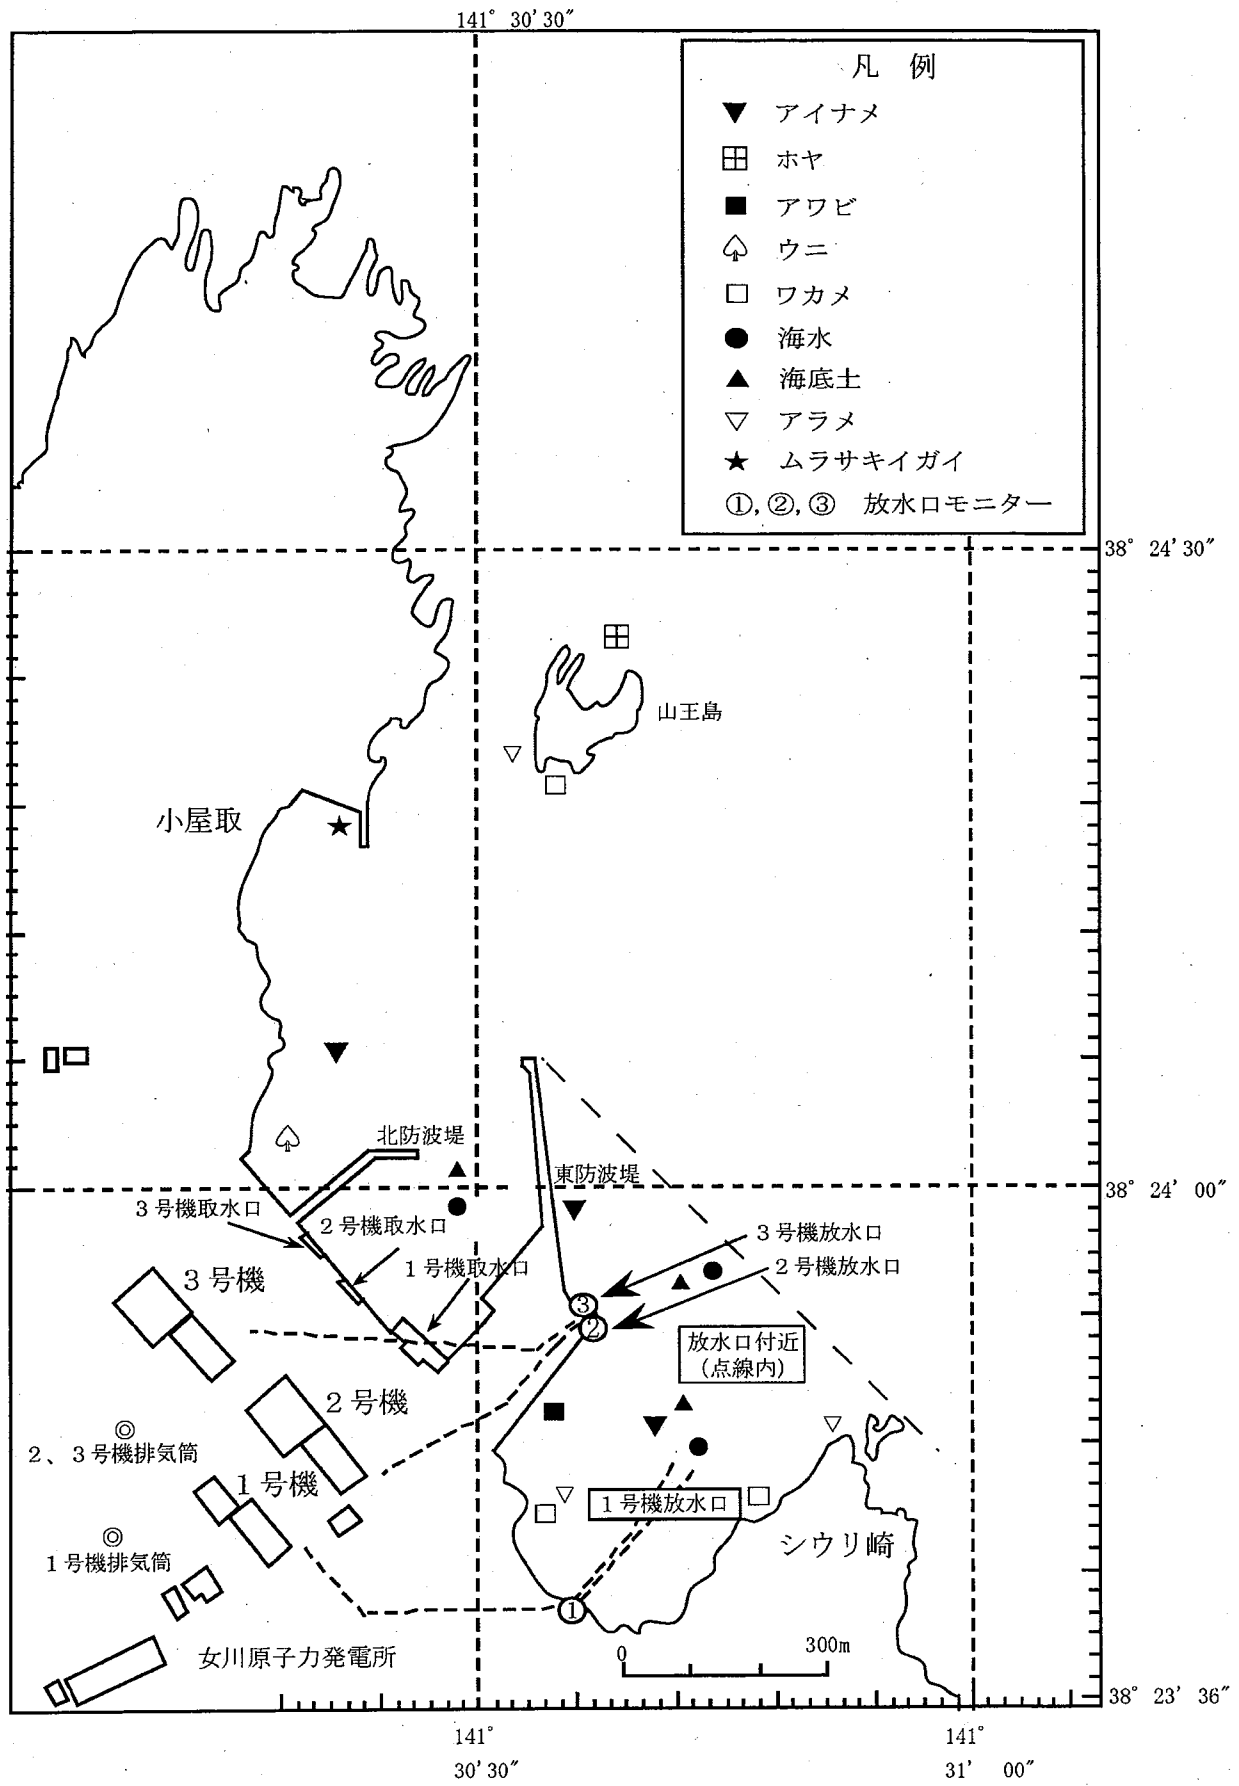 141° 30′30″
凡 例
アイナメ
ホヤ
アワビ
ウニ
ワカメ
海水
海底土
アラメ
ムラサキイガイ
①,②,③ 放水口モニター
38° 24′30″
山王島
小屋取
北防波堤
東防波堤
38° 24′00″
3号機取水口
2号機取水口
1号機取水口
3号機放水口
2号機放水口
3号機
③
②
放水口付近
(点線内)
2号機
2、3号機排気筒
1号機
1号機放水口
シウリ崎
1号機排気筒
①
女川原子力発電所
0 300m
38° 23′36″
141°
30′30″
141°
31′ 00″